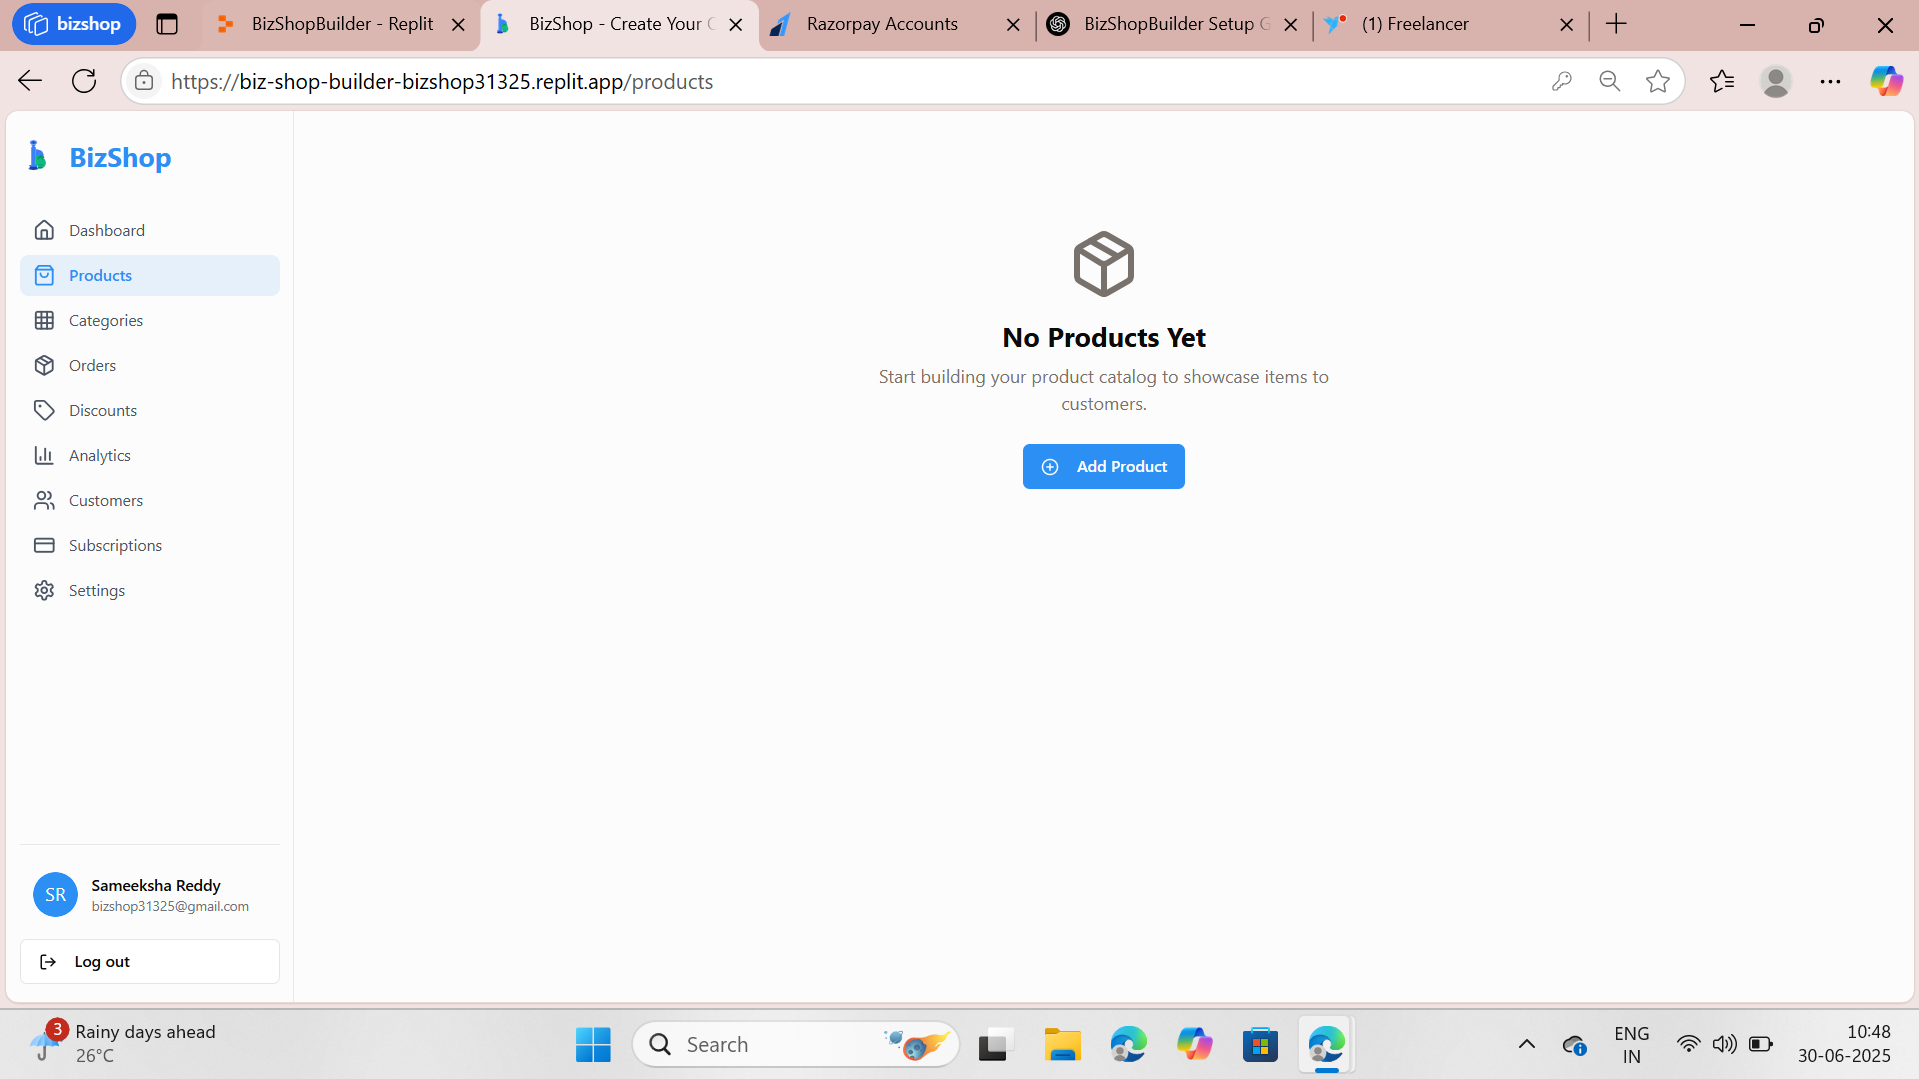 bizshop
BizShopBuilder - Replit
BizShop - Create Your
Razorpay Accounts
BizShopBuilder Setup
(1) Freelancer
https://biz-shop-builder-bizshop31325.replit.app/products
BizShop
Dashboard
Products
Categories
Orders
Discounts
Analytics
Customers
Subscriptions
Settings
No Products Yet
Start building your product catalog to showcase items to
customers.
Add Product
SR
Sameeksha Reddy
bizshop31325@gmail.com
Log out
3
Rainy days ahead
26°C
Search
ENG
IN
10:48
30-06-2025